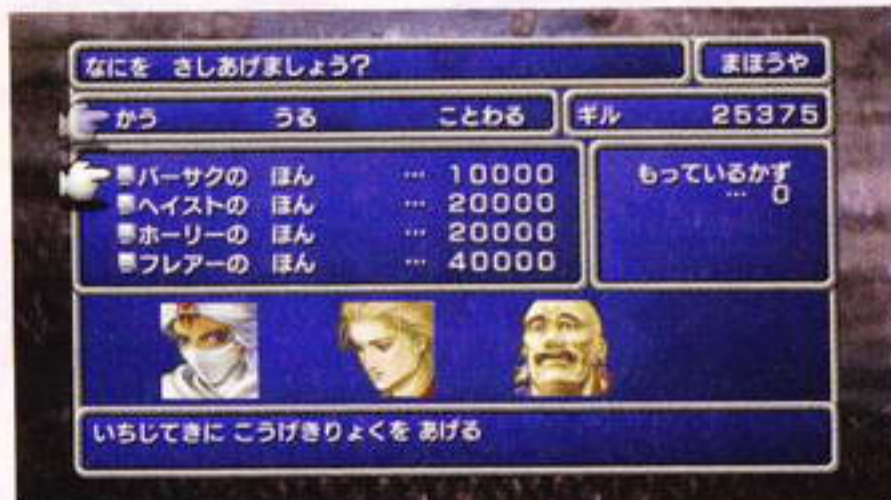 なにを さしあげましょう?
まほうや
かう うる ことわる
ギル 25375
バーサクの ほん … 10000
ヘイストの ほん … 20000
ホーリーの ほん … 20000
フレアーの ほん … 40000
もっているかず
… 0
いちじてきに こうげきりょくを あげる